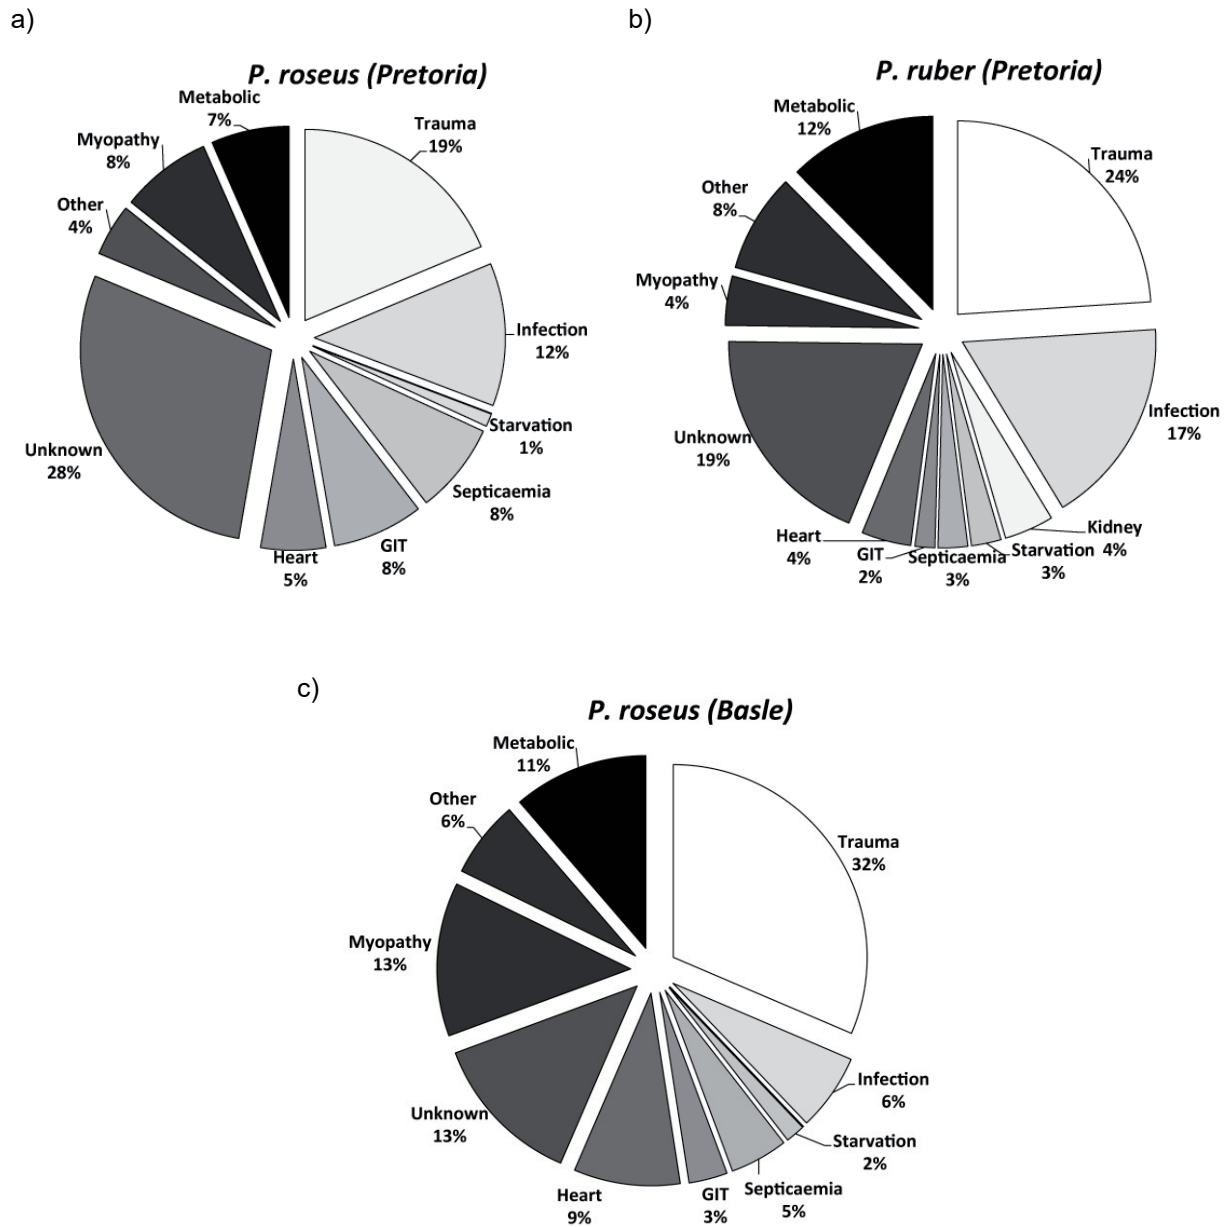 a)
P. roseus (Pretoria)
Metabolic
7%
Trauma
19%
Myopathy
8%
Other
4%
Infection
12%
Starvation
1%
Unknown
28%
Septicaemia
8%
GIT
8%
Heart
5%
b)
P. ruber (Pretoria)
Metabolic
12%
Trauma
24%
Other
8%
Myopathy
4%
Infection
17%
Unknown
19%
Kidney
4%
Heart
4%
GIT
2%
Septicaemia
3%
Starvation
3%
c)
P. roseus (Basle)
Metabolic
11%
Other
6%
Trauma
32%
Myopathy
13%
Infection
6%
Unknown
13%
Starvation
2%
Heart
9%
GIT
3%
Septicaemia
5%